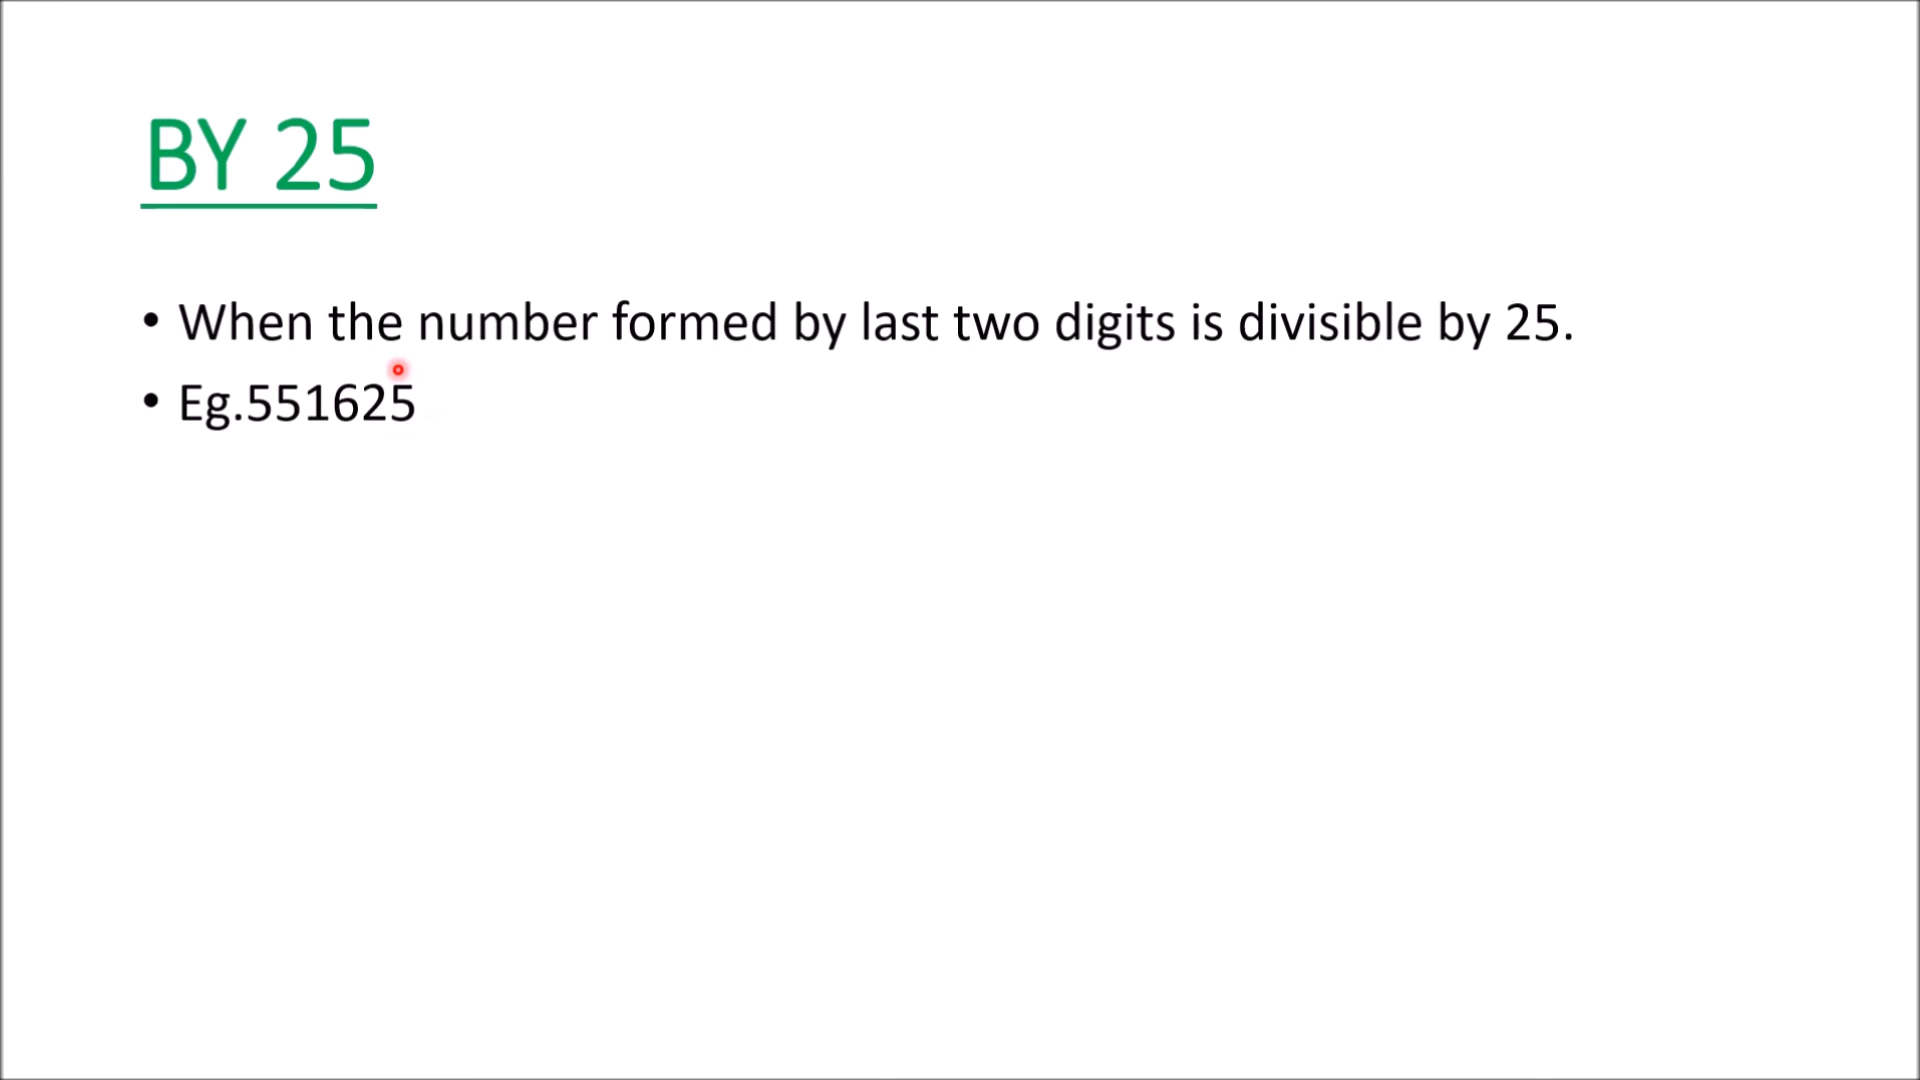 BY 25
• When the number formed by last two digits is divisible by 25.
• Eg.551625